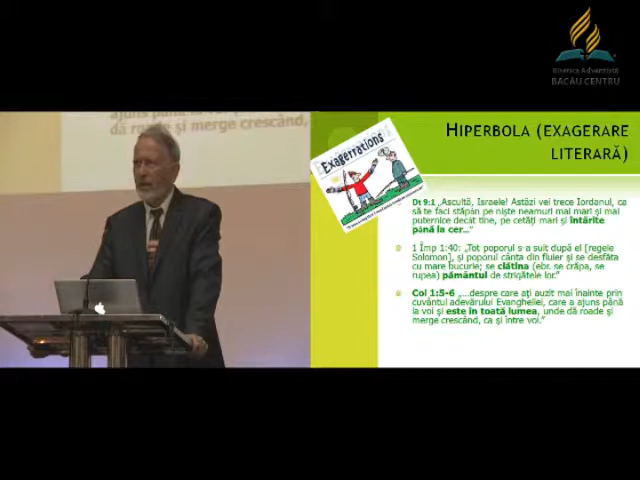 Biserica Adventistă
BACĂU CENTRU
ajuns până la voi
dă roade și merge crescând,
HIPERBOLA (EXAGERARE
LITERARĂ)
Exagerrations
Dt 9:1 „Ascultă, Israele! Astăzi vei trece Iordanul, ca
să te faci stăpân pe niște neamuri mai mari și mai
puternice decât tine, pe cetăți mari și întărite
până la cer...”
1 Împ 1:40: „Tot poporul s-a suit după el [regele
Solomon], și poporul cânta din fluier și se desfăta
cu mare bucurie; se clătina (ebr. se crăpa, se
rupea) pământul de strigătele lor.”
Col 1:5-6 „...despre care ați auzit mai înainte prin
cuvântul adevărului Evangheliei, care a ajuns până
la voi și este în toată lumea, unde dă roade și
merge crescând, ca și între voi.”